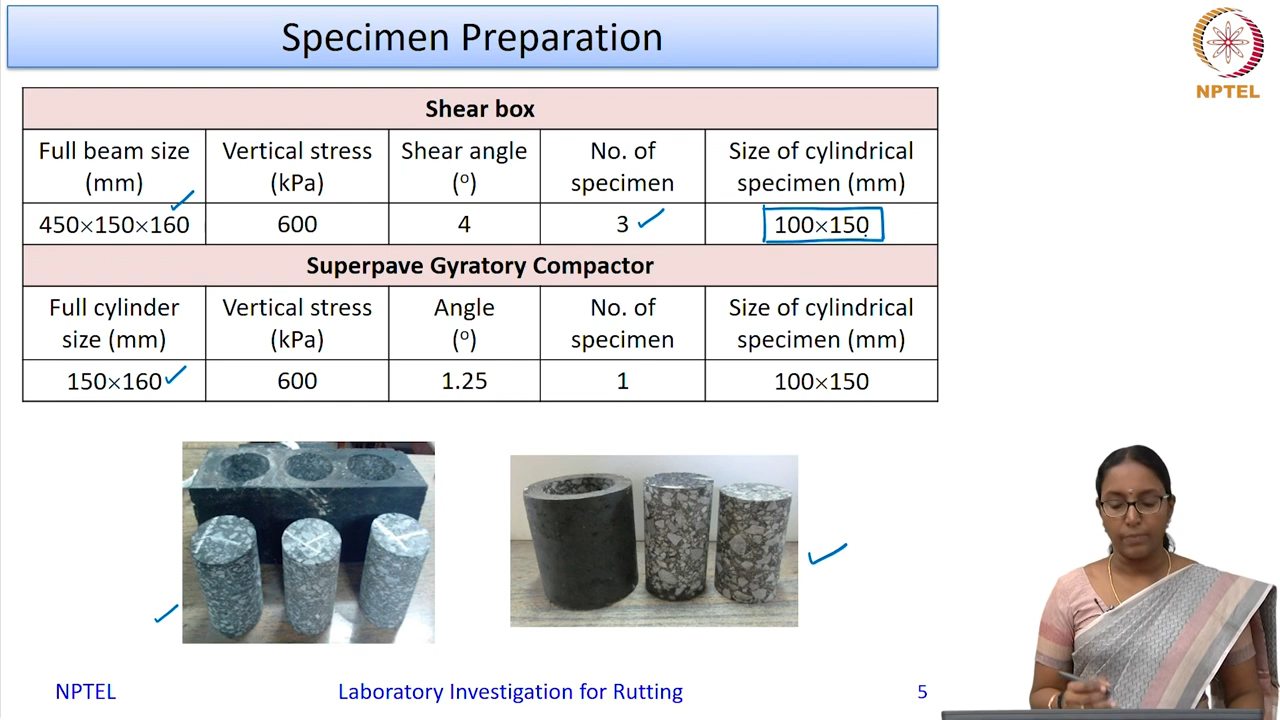 Specimen Preparation
NPTEL
Shear box
Full beam size (mm)
Vertical stress (kPa)
Shear angle (°)
No. of specimen
Size of cylindrical specimen (mm)
450×150×160
600
4
3
100×150
Superpave Gyratory Compactor
Full cylinder size (mm)
Vertical stress (kPa)
Angle (°)
No. of specimen
Size of cylindrical specimen (mm)
150×160
600
1.25
1
100×150
NPTEL
Laboratory Investigation for Rutting
5